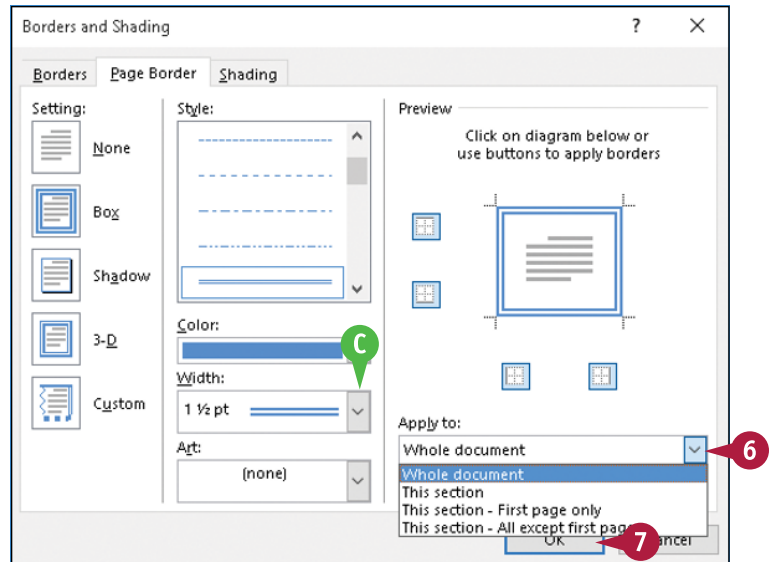 Borders and Shading ? ×
Borders Page Border Shading
Setting:
None
Box
Shadow
3-D
Custom
Style:
Color:
C
Width:
1 ½ pt
Art:
(none)
Preview
Click on diagram below or
use buttons to apply borders
Apply to:
Whole document
6
Whole document
This section
This section - First page only
This section - All except first page
OK
7